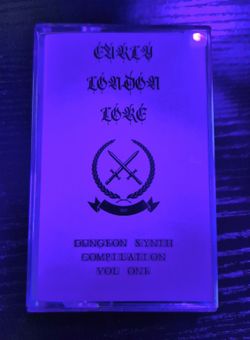 EARLY
LONDON
LORE
DUNGEON SYNTH
COMPILATION
VOL ONE